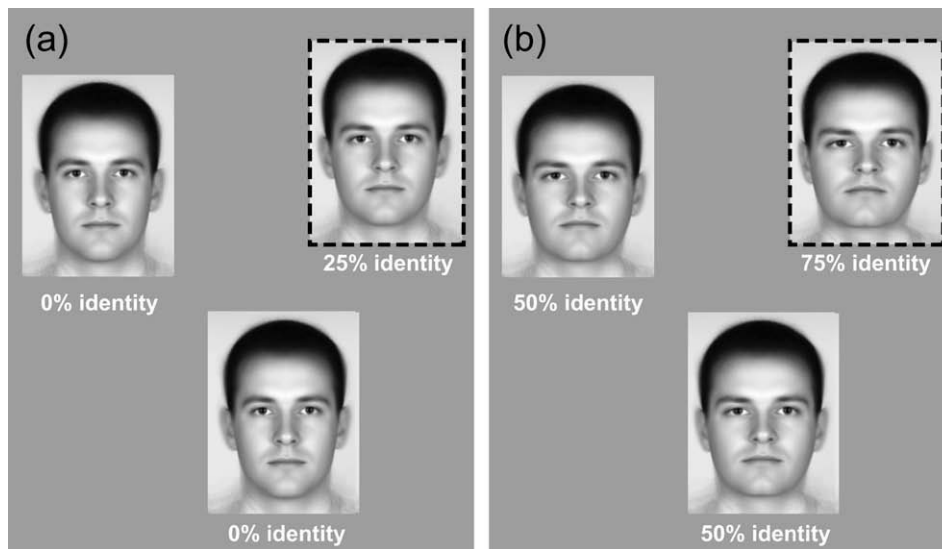 (a)
25% identity
0% identity
0% identity
(b)
75% identity
50% identity
50% identity